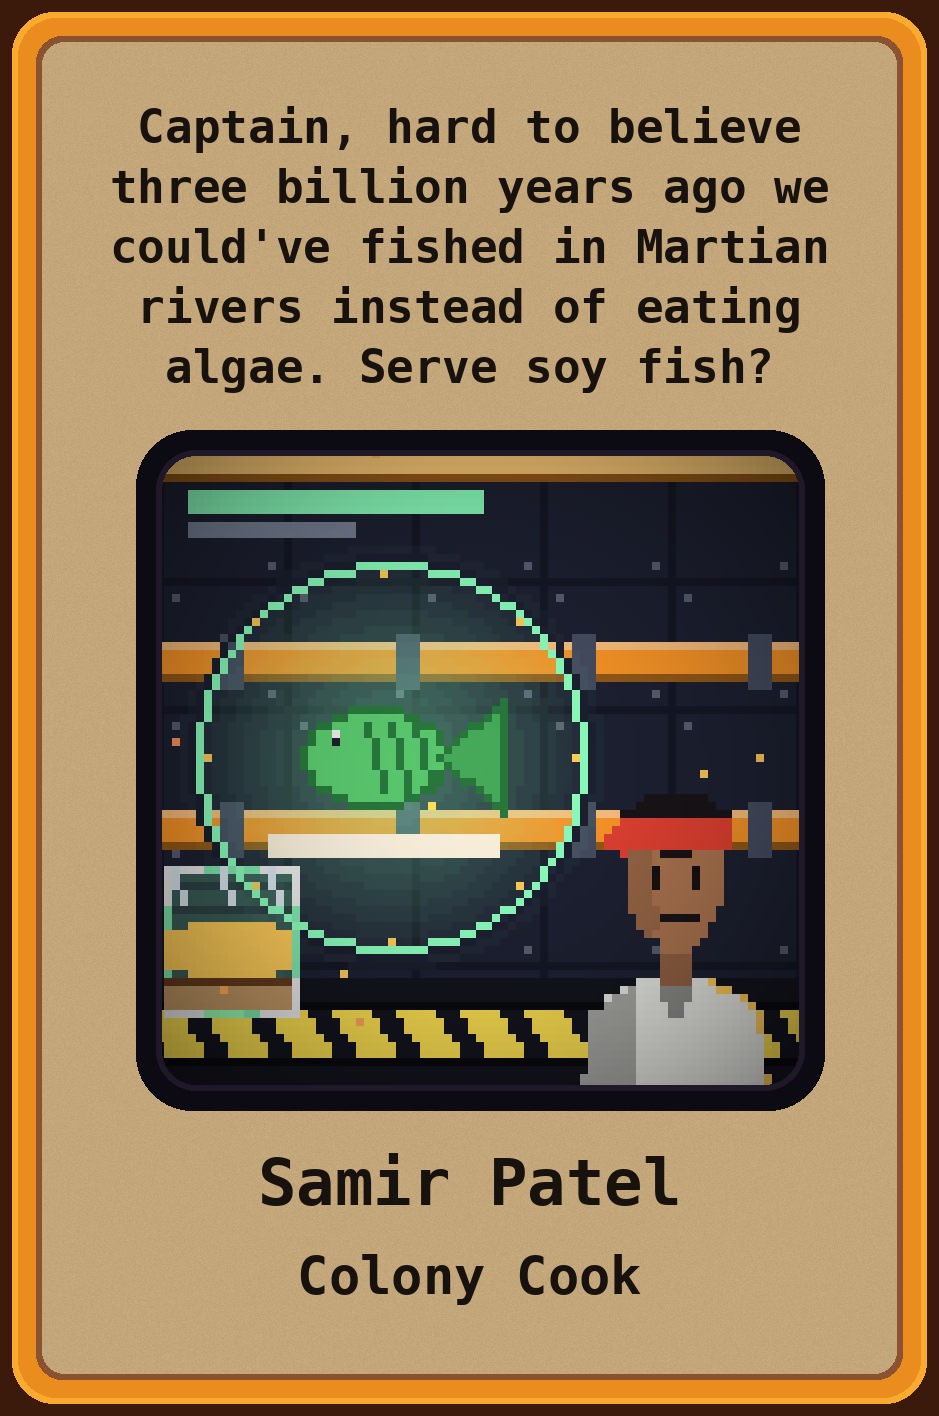 Captain, hard to believe
three billion years ago we
could've fished in Martian
rivers instead of eating
algae. Serve soy fish?
Samir Patel
Colony Cook